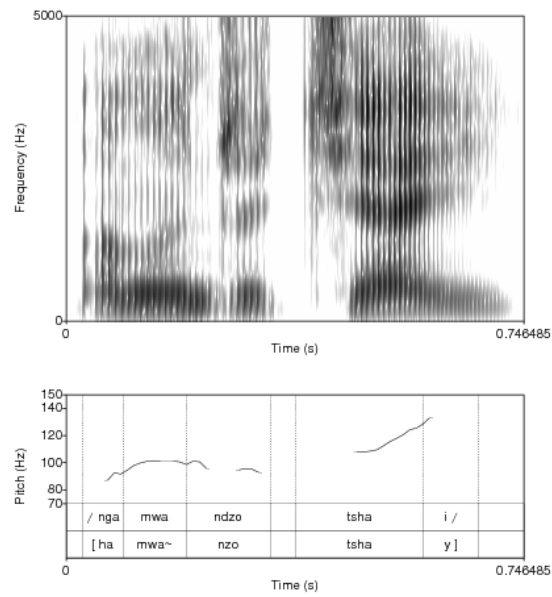 5000
Frequency (Hz)
0
0 0.746485
Time (s)
150
140
120
100
80
70
Pitch (Hz)
/ nga mwa ndzo tsha i /
[ ha mwa~ nzo tsha y ]
0 0.746485
Time (s)